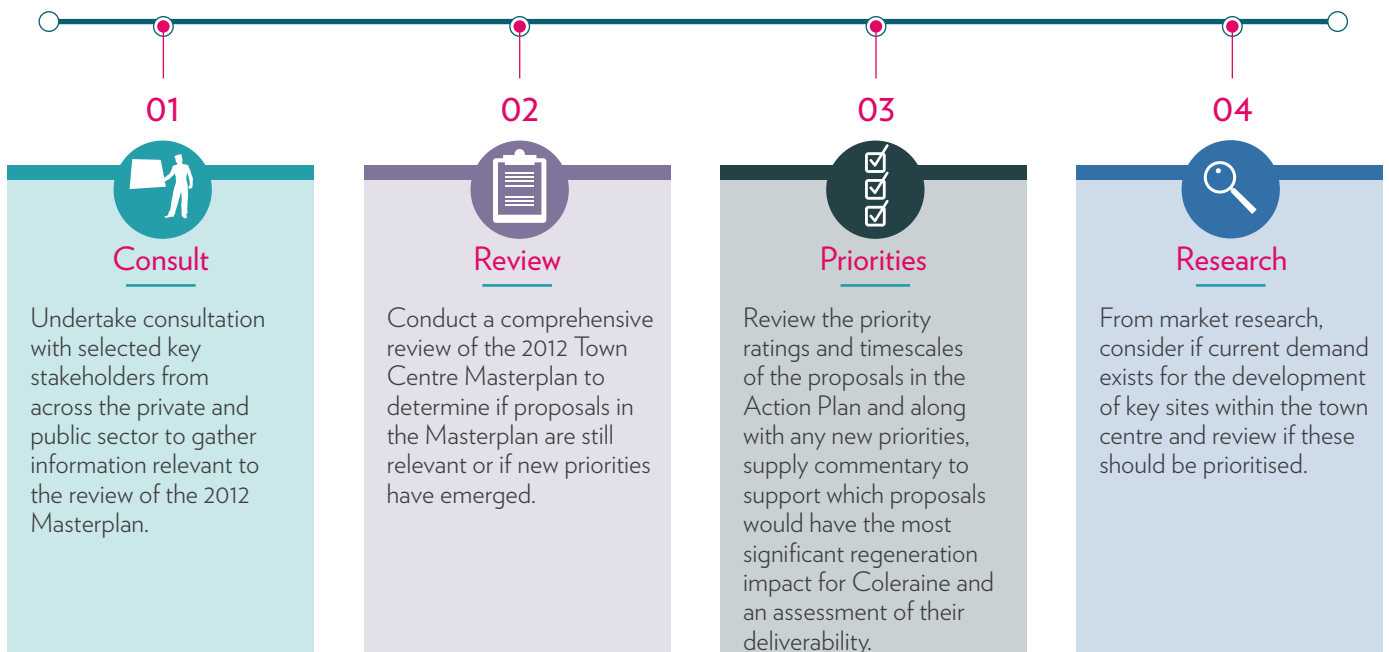 01
Consult
Undertake consultation
with selected key
stakeholders from
across the private and
public sector to gather
information relevant to
the review of the 2012
Masterplan.
02
Review
Conduct a comprehensive
review of the 2012 Town
Centre Masterplan to
determine if proposals in
the Masterplan are still
relevant or if new priorities
have emerged.
03
Priorities
Review the priority
ratings and timescales
of the proposals in the
Action Plan and along
with any new priorities,
supply commentary to
support which proposals
would have the most
significant regeneration
impact for Coleraine and
an assessment of their
deliverability.
04
Research
From market research,
consider if current demand
exists for the development
of key sites within the town
centre and review if these
should be prioritised.